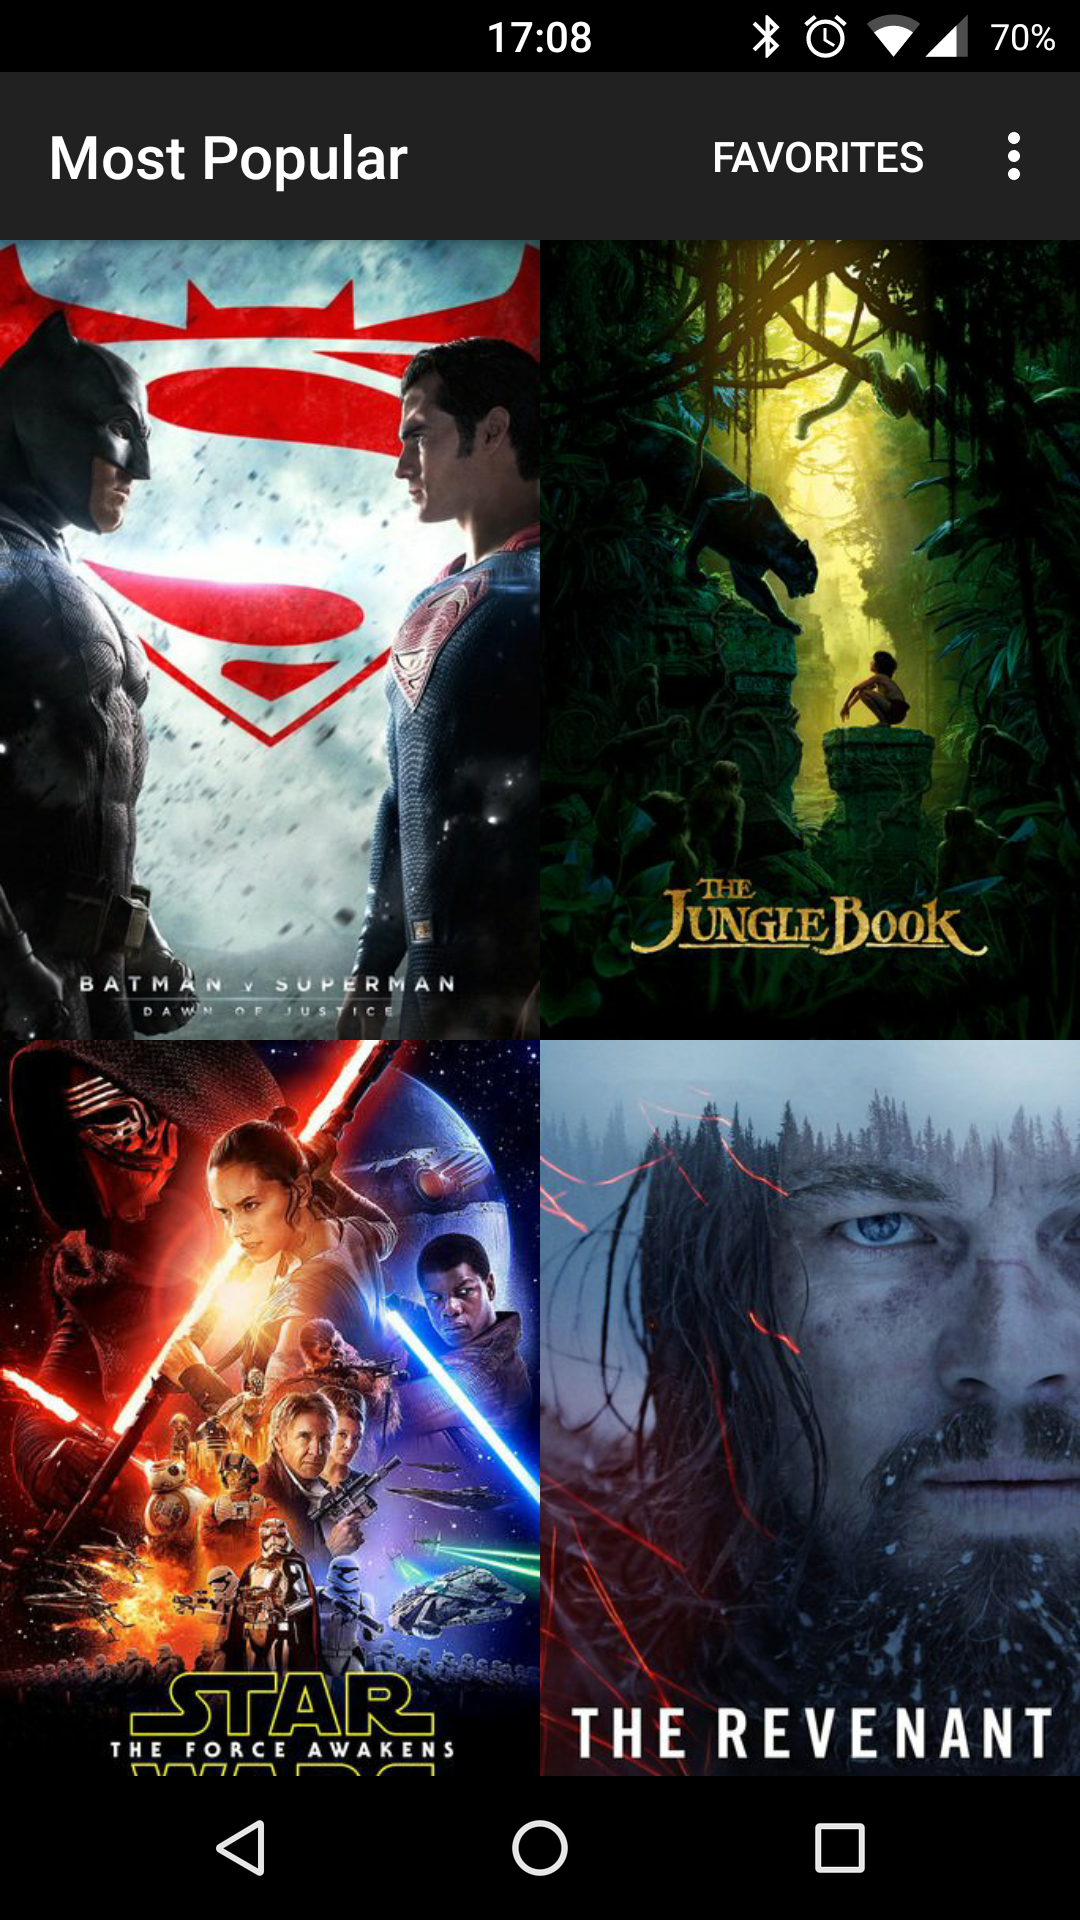 17:08 70%
Most Popular FAVORITES
BATMAN v SUPERMAN
DAWN OF JUSTICE
THE
JUNGLE BOOK
STAR
THE FORCE AWAKENS
WARS
THE REVENANT